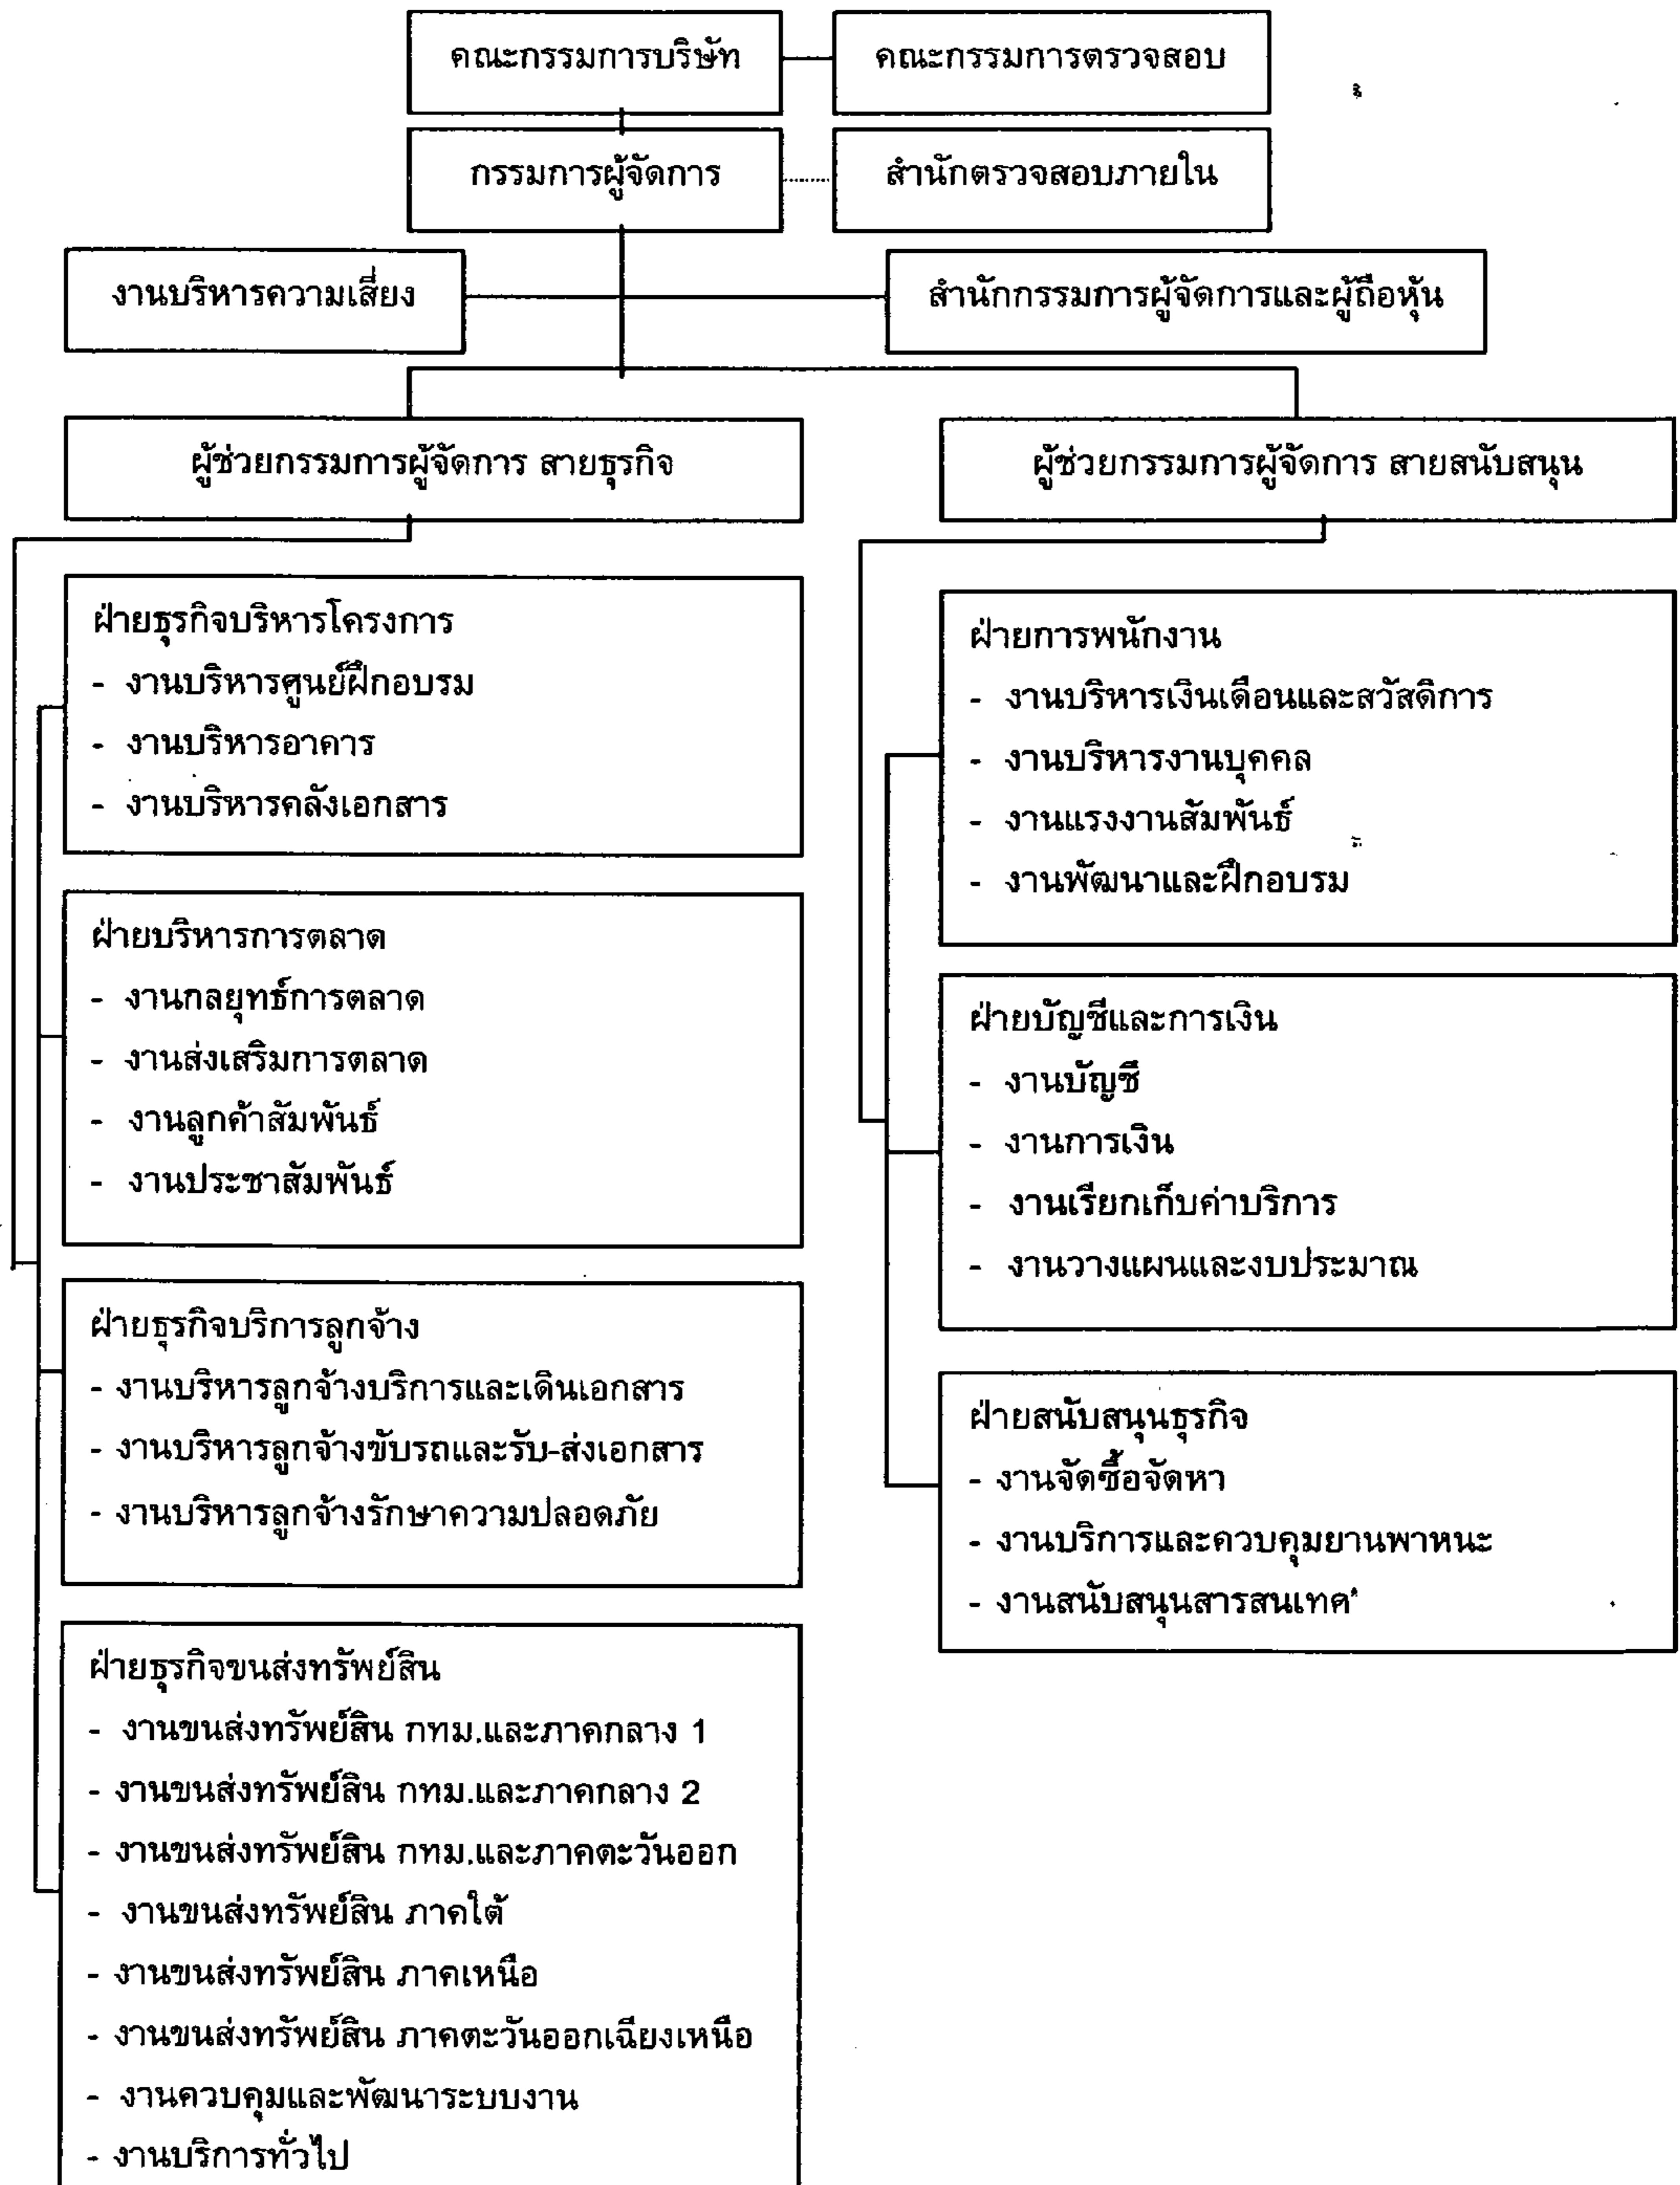 คณะกรรมการบริษัท
คณะกรรมการตรวจสอบ
กรรมการผู้จัดการ
สำนักตรวจสอบภายใน
งานบริหารความเสี่ยง
สำนักกรรมการผู้จัดการและผู้ถือหุ้น
ผู้ช่วยกรรมการผู้จัดการ สายธุรกิจ
ผู้ช่วยกรรมการผู้จัดการ สายสนับสนุน
ฝ่ายธุรกิจบริหารโครงการ
- งานบริหารศูนย์ฝึกอบรม
- งานบริหารอาคาร
- งานบริหารคลังเอกสาร
ฝ่ายบริหารการตลาด
- งานกลยุทธ์การตลาด
- งานส่งเสริมการตลาด
- งานลูกค้าสัมพันธ์
- งานประชาสัมพันธ์
ฝ่ายธุรกิจบริการลูกจ้าง
- งานบริหารลูกจ้างบริการและเดินเอกสาร
- งานบริหารลูกจ้างขับรถและรับ-ส่งเอกสาร
- งานบริหารลูกจ้างรักษาความปลอดภัย
ฝ่ายธุรกิจขนส่งทรัพย์สิน
- งานขนส่งทรัพย์สิน กทม.และภาคกลาง 1
- งานขนส่งทรัพย์สิน กทม.และภาคกลาง 2
- งานขนส่งทรัพย์สิน กทม.และภาคตะวันออก
- งานขนส่งทรัพย์สิน ภาคใต้
- งานขนส่งทรัพย์สิน ภาคเหนือ
- งานขนส่งทรัพย์สิน ภาคตะวันออกเฉียงเหนือ
- งานควบคุมและพัฒนาระบบงาน
- งานบริการทั่วไป
ฝ่ายการพนักงาน
- งานบริหารเงินเดือนและสวัสดิการ
- งานบริหารงานบุคคล
- งานแรงงานสัมพันธ์
- งานพัฒนาและฝึกอบรม
ฝ่ายบัญชีและการเงิน
- งานบัญชี
- งานการเงิน
- งานเรียกเก็บค่าบริการ
- งานวางแผนและงบประมาณ
ฝ่ายสนับสนุนธุรกิจ
- งานจัดซื้อจัดหา
- งานบริการและควบคุมยานพาหนะ
- งานสนับสนุนสารสนเทศ